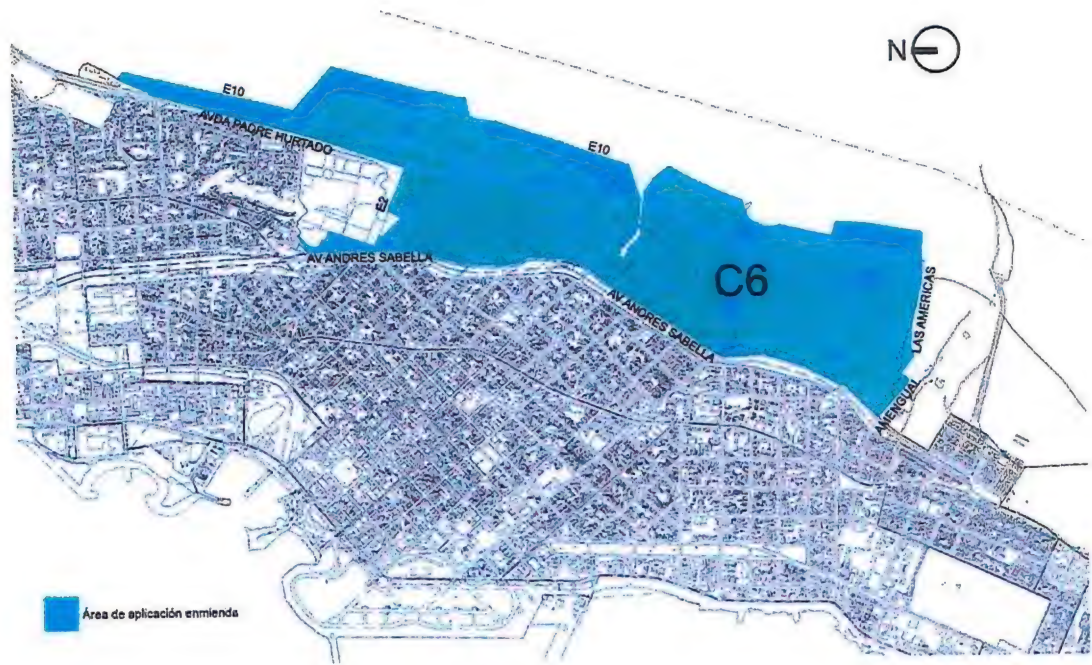 N
E10
AVDA PADRE HURTADO
E10
E2
AV ANDRES SABELLA
C6
AV ANDRES SABELLA
LAS AMERICAS
AMENGUAL
Área de aplicación enmienda